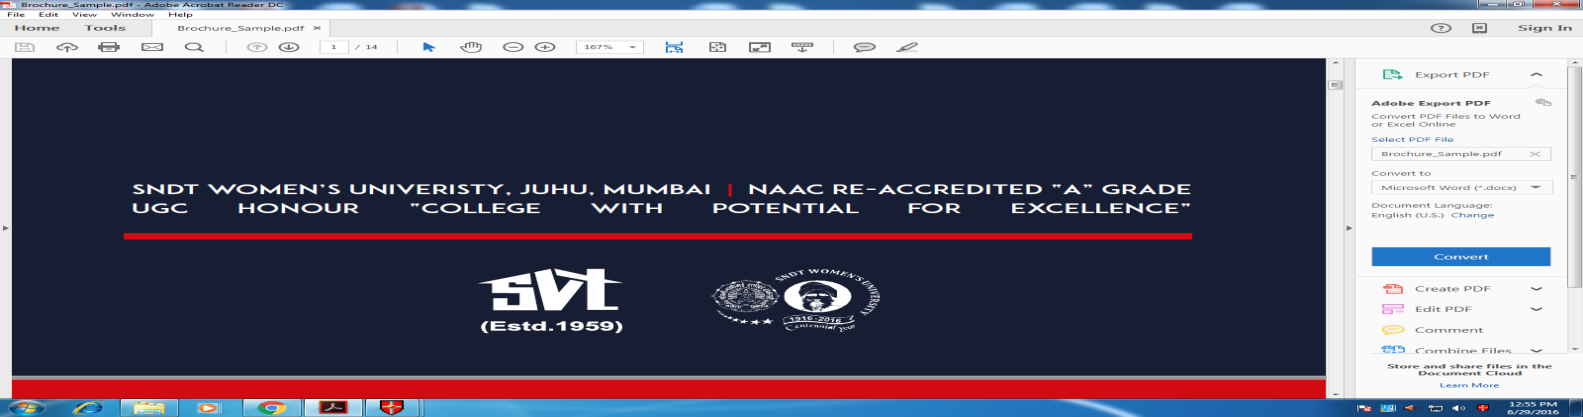 Brochure_Sample.pdf - Adobe Acrobat Reader DC
File Edit View Window Help
Home Tools Brochure_Sample.pdf × Sign In
1 / 14 167%
SNDT WOMEN'S UNIVERISTY, JUHU, MUMBAI | NAAC RE-ACCREDITED "A" GRADE
UGC HONOUR "COLLEGE WITH POTENTIAL FOR EXCELLENCE"
SVT
(Estd.1959)
SNDT WOMEN'S UNIVERSITY
1916-2016
Centennial Year
Export PDF
Adobe Export PDF
Convert PDF Files to Word
or Excel Online
Select PDF File
Brochure_Sample.pdf
Convert to
Microsoft Word (*.docx)
Document Language:
English (U.S.) Change
Convert
Create PDF
Edit PDF
Comment
Combine Files
Store and share files in the
Document Cloud
Learn More
12:55 PM
6/29/2016